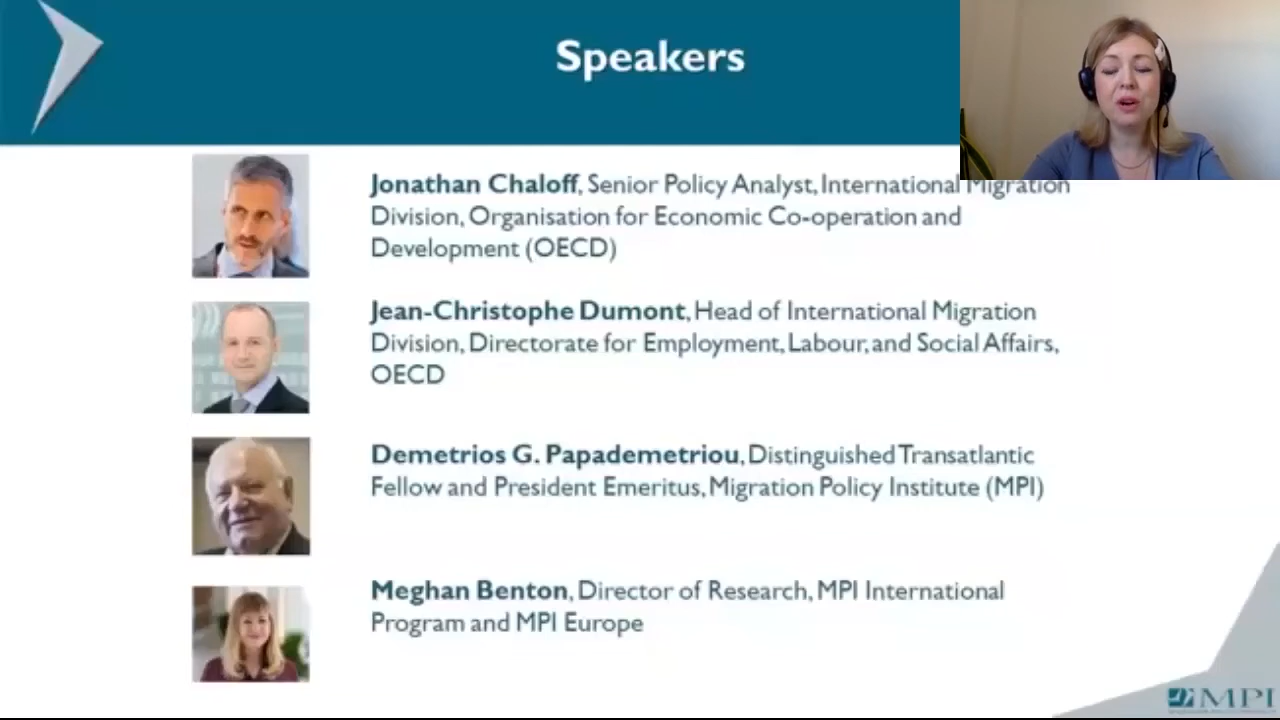 Speakers
Jonathan Chaloff, Senior Policy Analyst, International Migration
Division, Organisation for Economic Co-operation and
Development (OECD)
Jean-Christophe Dumont, Head of International Migration
Division, Directorate for Employment, Labour, and Social Affairs,
OECD
Demetrios G. Papademetriou, Distinguished Transatlantic
Fellow and President Emeritus, Migration Policy Institute (MPI)
Meghan Benton, Director of Research, MPI International
Program and MPI Europe
MPI